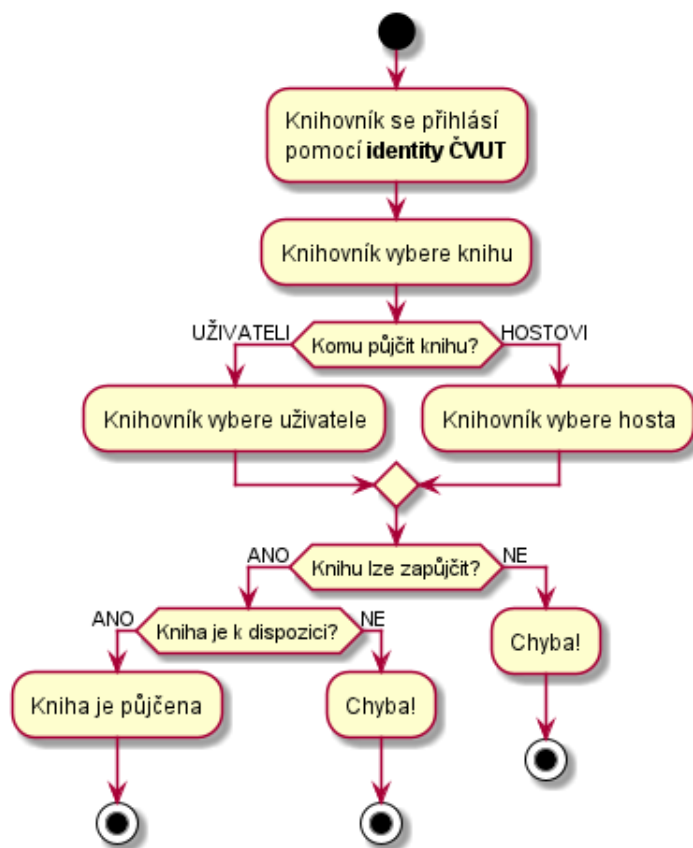 Knihovník se přihlásí
pomocí identity ČVUT
Knihovník vybere knihu
UŽIVATELI
Komu půjčit knihu?
HOSTOVI
Knihovník vybere uživatele
Knihovník vybere hosta
ANO
Knihu lze zapůjčit?
NE
ANO
Kniha je k dispozici?
NE
Chyba!
Kniha je půjčena
Chyba!